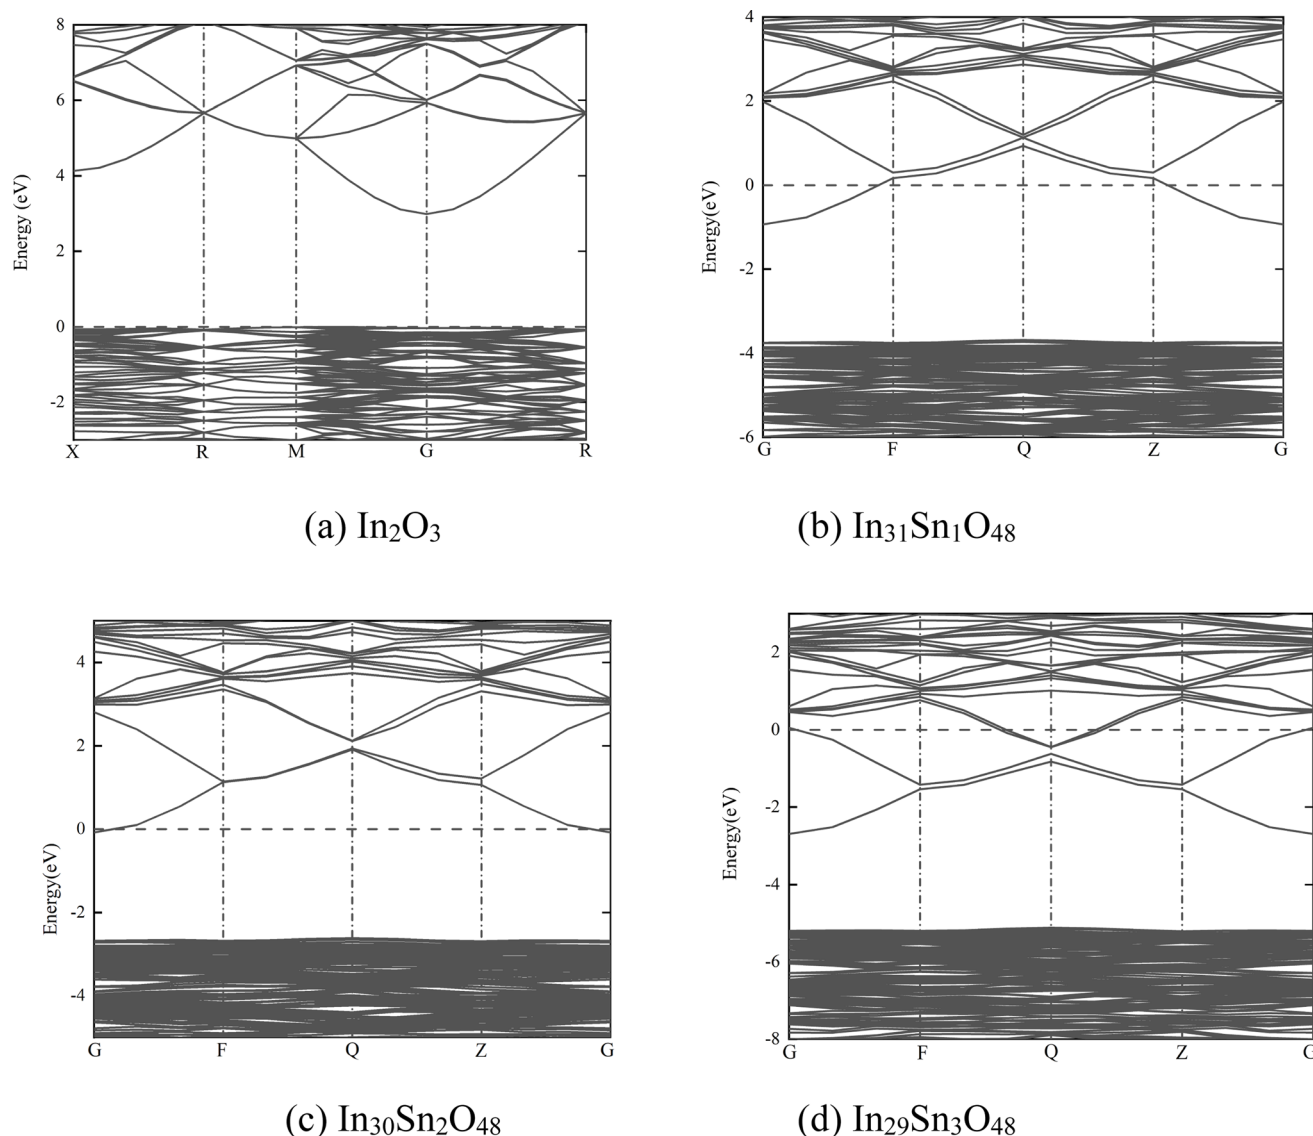 8
6
4
2
0
-2
Energy (eV)
X R M G R
4
2
0
-2
-4
-6
Energy(eV)
G F Q Z G
(a) In₂O₃
(b) In₃₁Sn₁O₄₈
4
2
0
-2
-4
Energy(eV)
G F Q Z G
2
0
-2
-4
-6
-8
Energy(eV)
G F Q Z G
(c) In₃₀Sn₂O₄₈
(d) In₂₉Sn₃O₄₈